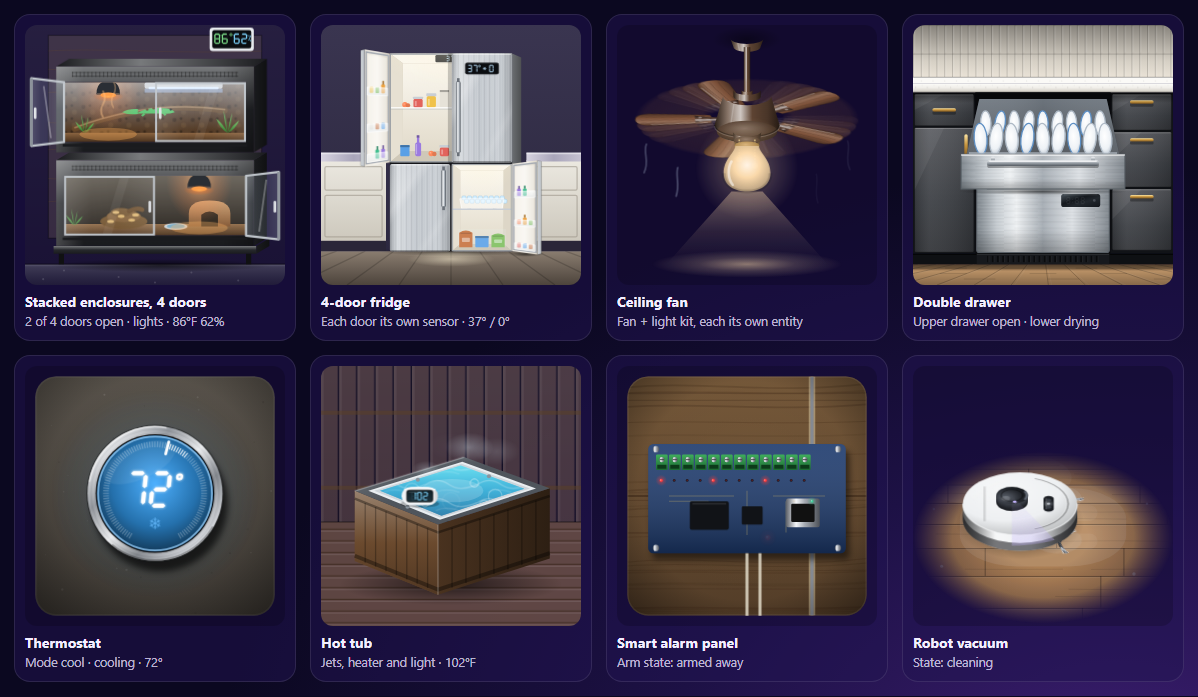 86°62%
Stacked enclosures, 4 doors
2 of 4 doors open · lights · 86°F 62%
37° 0
4-door fridge
Each door its own sensor · 37° / 0°
Ceiling fan
Fan + light kit, each its own entity
Double drawer
Upper drawer open · lower drying
72°
Thermostat
Mode cool · cooling · 72°
102
Hot tub
Jets, heater and light · 102°F
Smart alarm panel
Arm state: armed away
Robot vacuum
State: cleaning